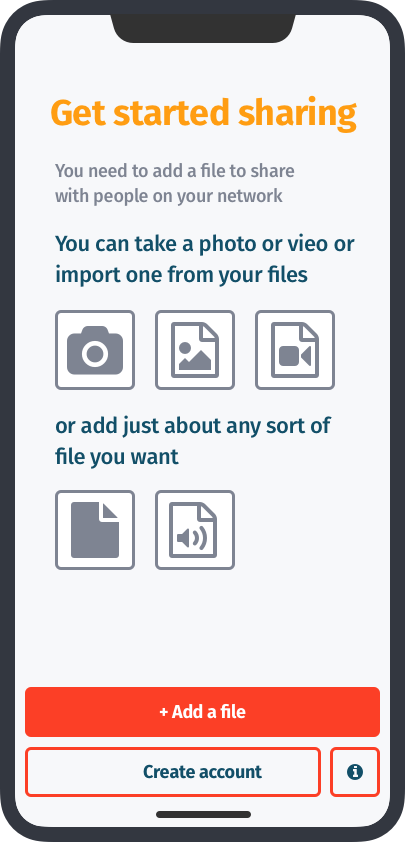 Get started sharing
You need to add a file to share
with people on your network
You can take a photo or vieo or
import one from your files
or add just about any sort of
file you want
+ Add a file
Create account